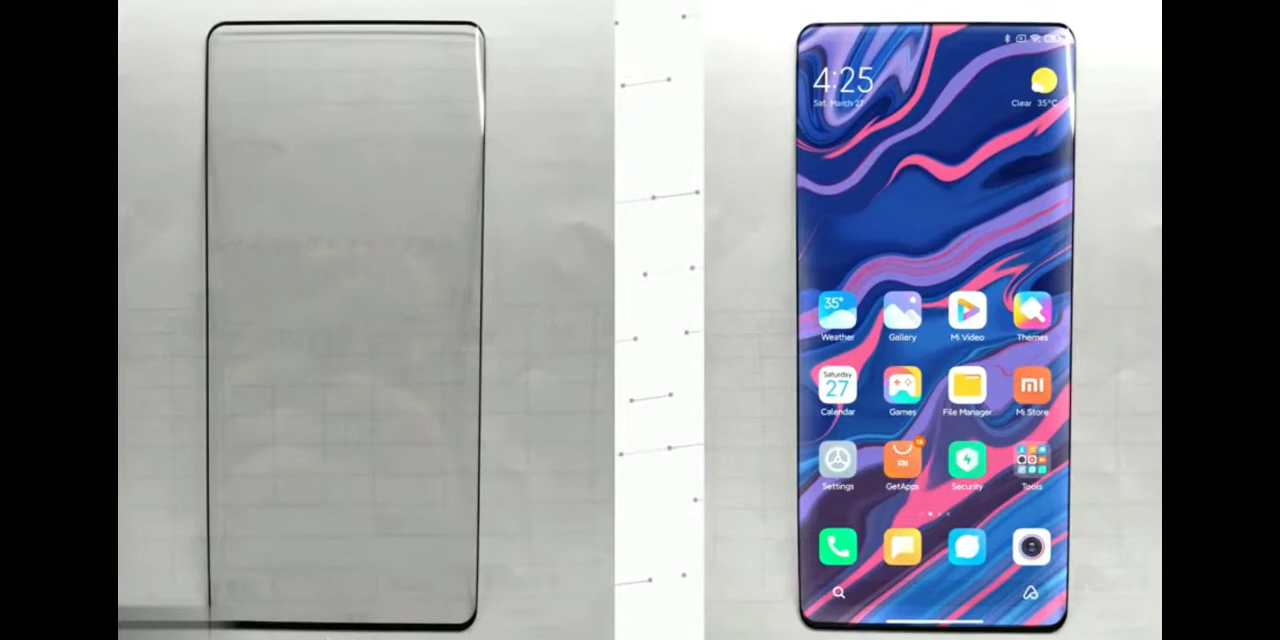 4:25
Sat, March 27
Clear 35°C
35°
Weather
Gallery
Mi Video
Themes
Saturday
27
Calendar
Games
File Manager
Mi Store
Settings
GetApps
Security
Tools